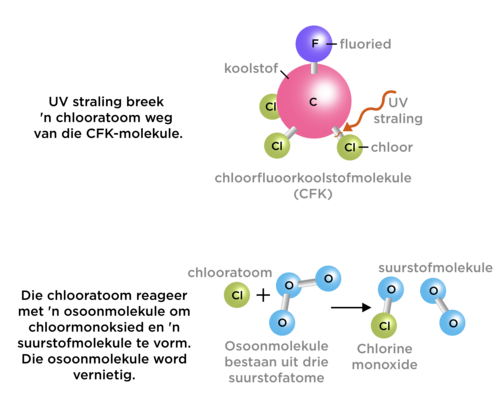 F
fluoried
koolstof
UV straling breek
'n chlooratoom weg
van die CFK-molekule.
Cl
C
UV
straling
Cl
Cl
chloor
chloorfluoorkoolstofmolekule
(CFK)
chlooratoom
suurstofmolekule
Die chlooratoom reageer
met 'n osoonmolekule om
chloormonoksied en 'n
suurstofmolekule te vorm.
Die osoonmolekule word
vernietig.
Cl
+
O
O
O
O
O
O
Cl
Osoonmolekule
bestaan uit drie
suurstofatome
Chlorine
monoxide